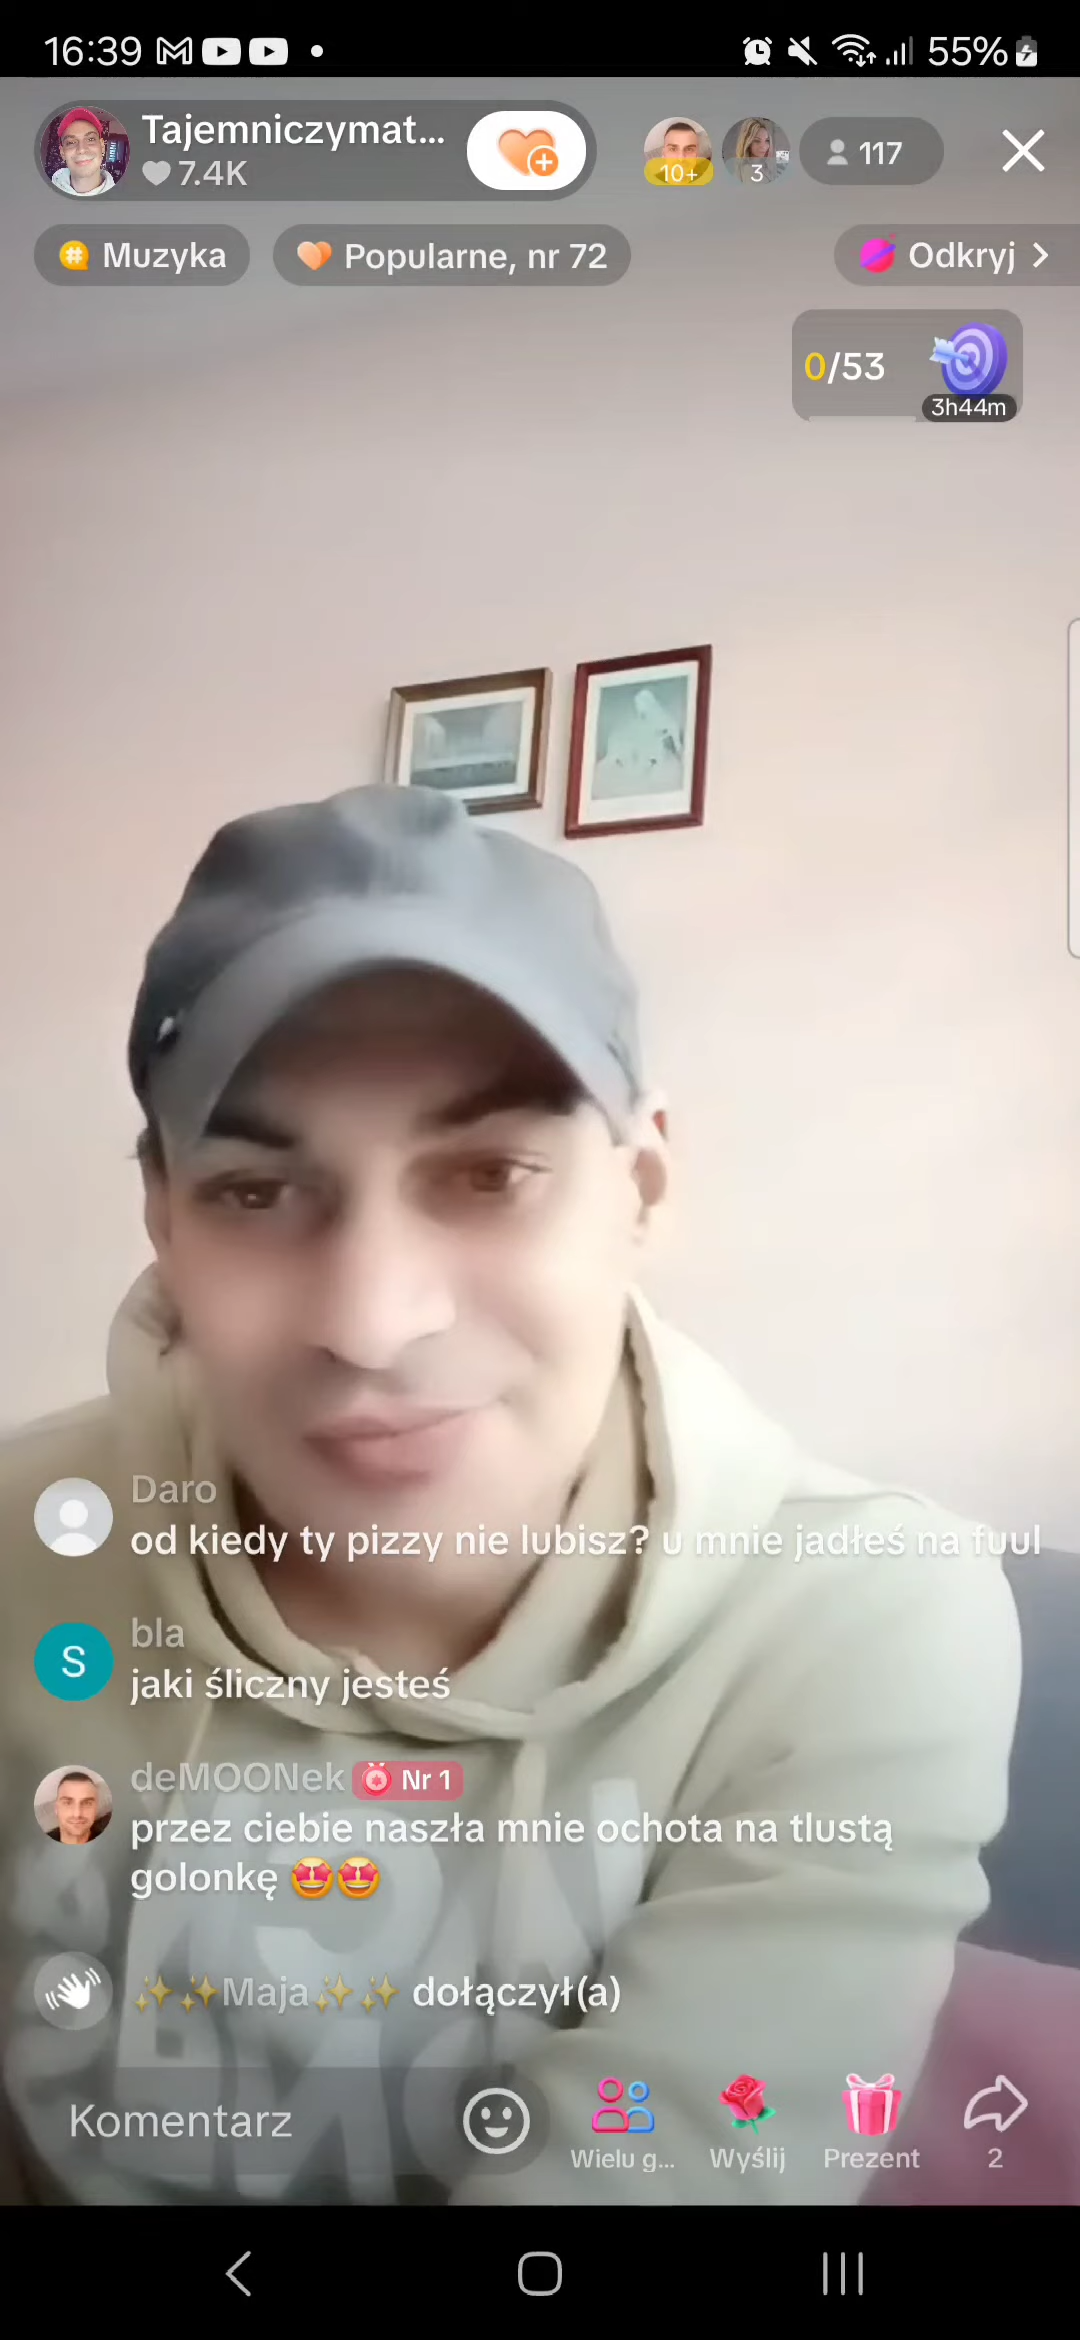 16:39
55%
Tajemniczymat...
7.4K
10+
3
117
Muzyka
Popularne, nr 72
Odkryj
0/53
3h44m
Daro
od kiedy ty pizzy nie lubisz? u mnie jadłeś na fuul
S
bla
jaki śliczny jesteś
deMOONek Nr 1
przez ciebie naszła mnie ochota na tlustą
golonkę 🤩🤩
✨✨Maja✨✨ dołączył(a)
Komentarz
Wielu g...
Wyślij
Prezent
2